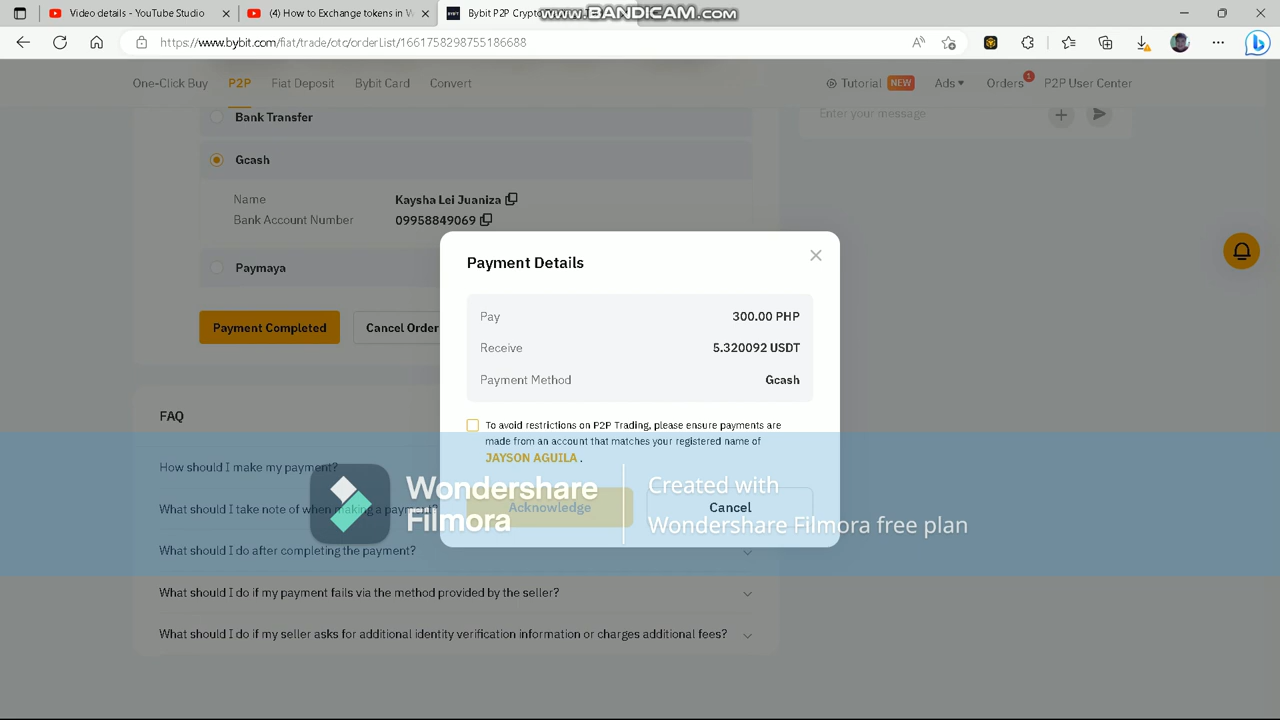 Video details - YouTube Studio
(4) How to Exchange tokens in W
Bybit P2P Cryp
www.BANDICAM.com
https://www.bybit.com/fiat/trade/otc/orderList/1661758298755186688
One-Click Buy
P2P
Fiat Deposit
Bybit Card
Convert
Tutorial NEW
Ads
Orders 1
P2P User Center
Bank Transfer
Enter your message
Gcash
Name Kaysha Lei Juaniza
Bank Account Number 09958849069
Paymaya
Payment Completed
Cancel Order
Payment Details
Pay 300.00 PHP
Receive 5.320092 USDT
Payment Method Gcash
To avoid restrictions on P2P Trading, please ensure payments are
made from an account that matches your registered name of
JAYSON AGUILA .
Acknowledge
Cancel
FAQ
How should I make my payment?
What should I take note of when making a payment?
What should I do after completing the payment?
What should I do if my payment fails via the method provided by the seller?
What should I do if my seller asks for additional identity verification information or charges additional fees?
Wondershare
Filmora
Created with
Wondershare Filmora free plan